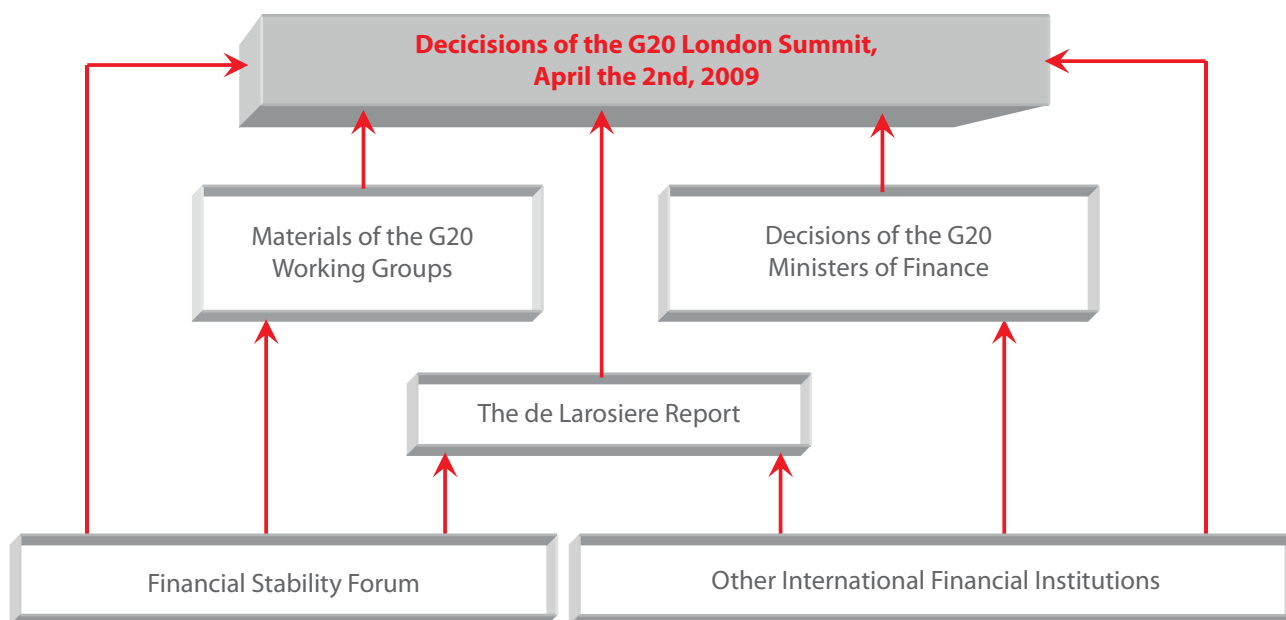 Decicisions of the G20 London Summit,
April the 2nd, 2009
Materials of the G20
Working Groups
Decisions of the G20
Ministers of Finance
The de Larosiere Report
Financial Stability Forum
Other International Financial Institutions